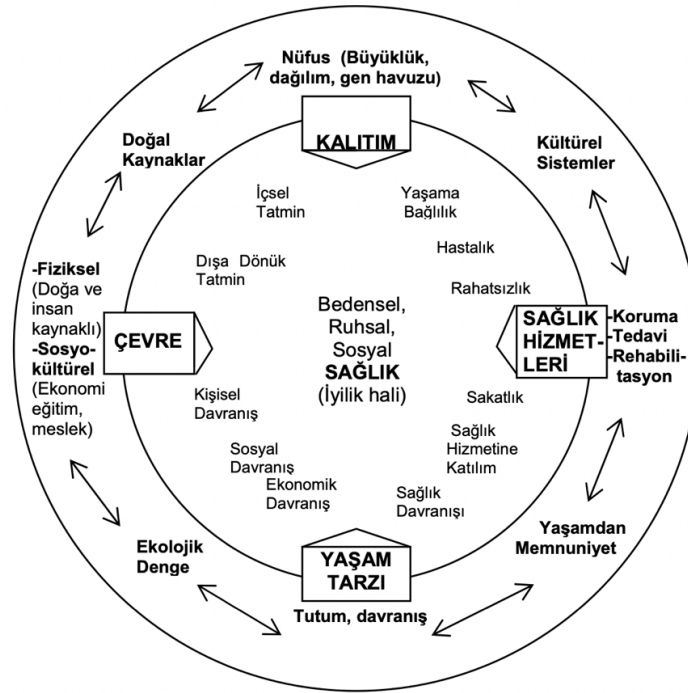 Nüfus (Büyüklük,
dağılım, gen havuzu)
KALITIM
Doğal
Kaynaklar
Kültürel
Sistemler
İçsel
Tatmin
Yaşama
Bağlılık
Dışa Dönük
Tatmin
Hastalık
Rahatsızlık
-Fiziksel
(Doğa ve
insan
kaynaklı)
-Sosyo-
kültürel
(Ekonomi
eğitim,
meslek)
ÇEVRE
Bedensel,
Ruhsal,
Sosyal
SAĞLIK
(İyilik hali)
SAĞLIK
HİZMET-
LERİ
-Koruma
-Tedavi
-Rehabili-
tasyon
Kişisel
Davranış
Sakatlık
Sosyal
Davranış
Sağlık
Hizmetine
Katılım
Ekonomik
Davranış
Sağlık
Davranışı
Ekolojik
Denge
YAŞAM
TARZI
Yaşamdan
Memnuniyet
Tutum, davranış